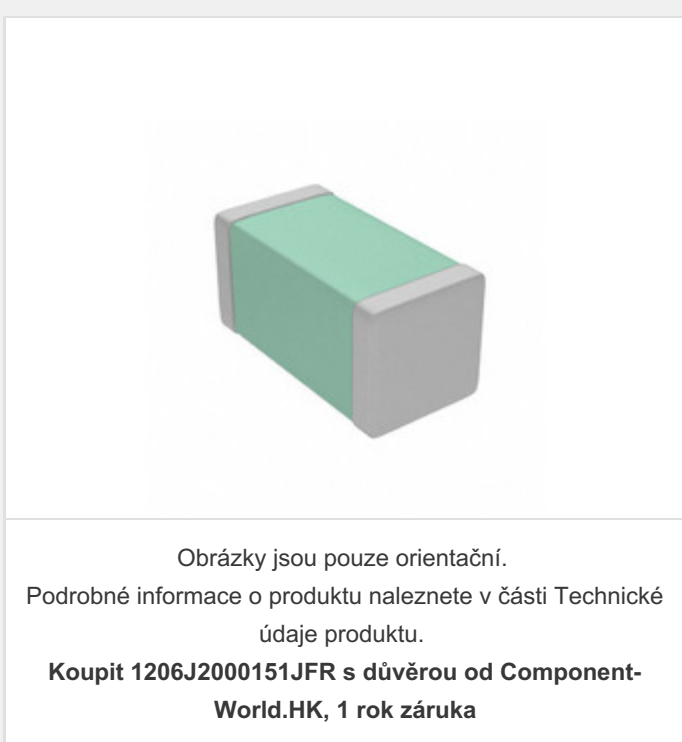 Obrázky jsou pouze orientační.
Podrobné informace o produktu naleznete v části Technické
údaje produktu.
Koupit 1206J2000151JFR s důvěrou od Component-
World.HK, 1 rok záruka